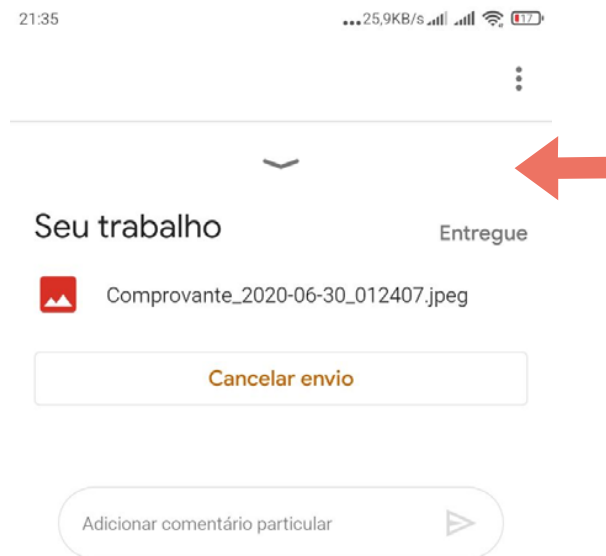 21:35 ...25,9KB/s 17
Seu trabalho Entregue
Comprovante_2020-06-30_012407.jpeg
Cancelar envio
Adicionar comentário particular